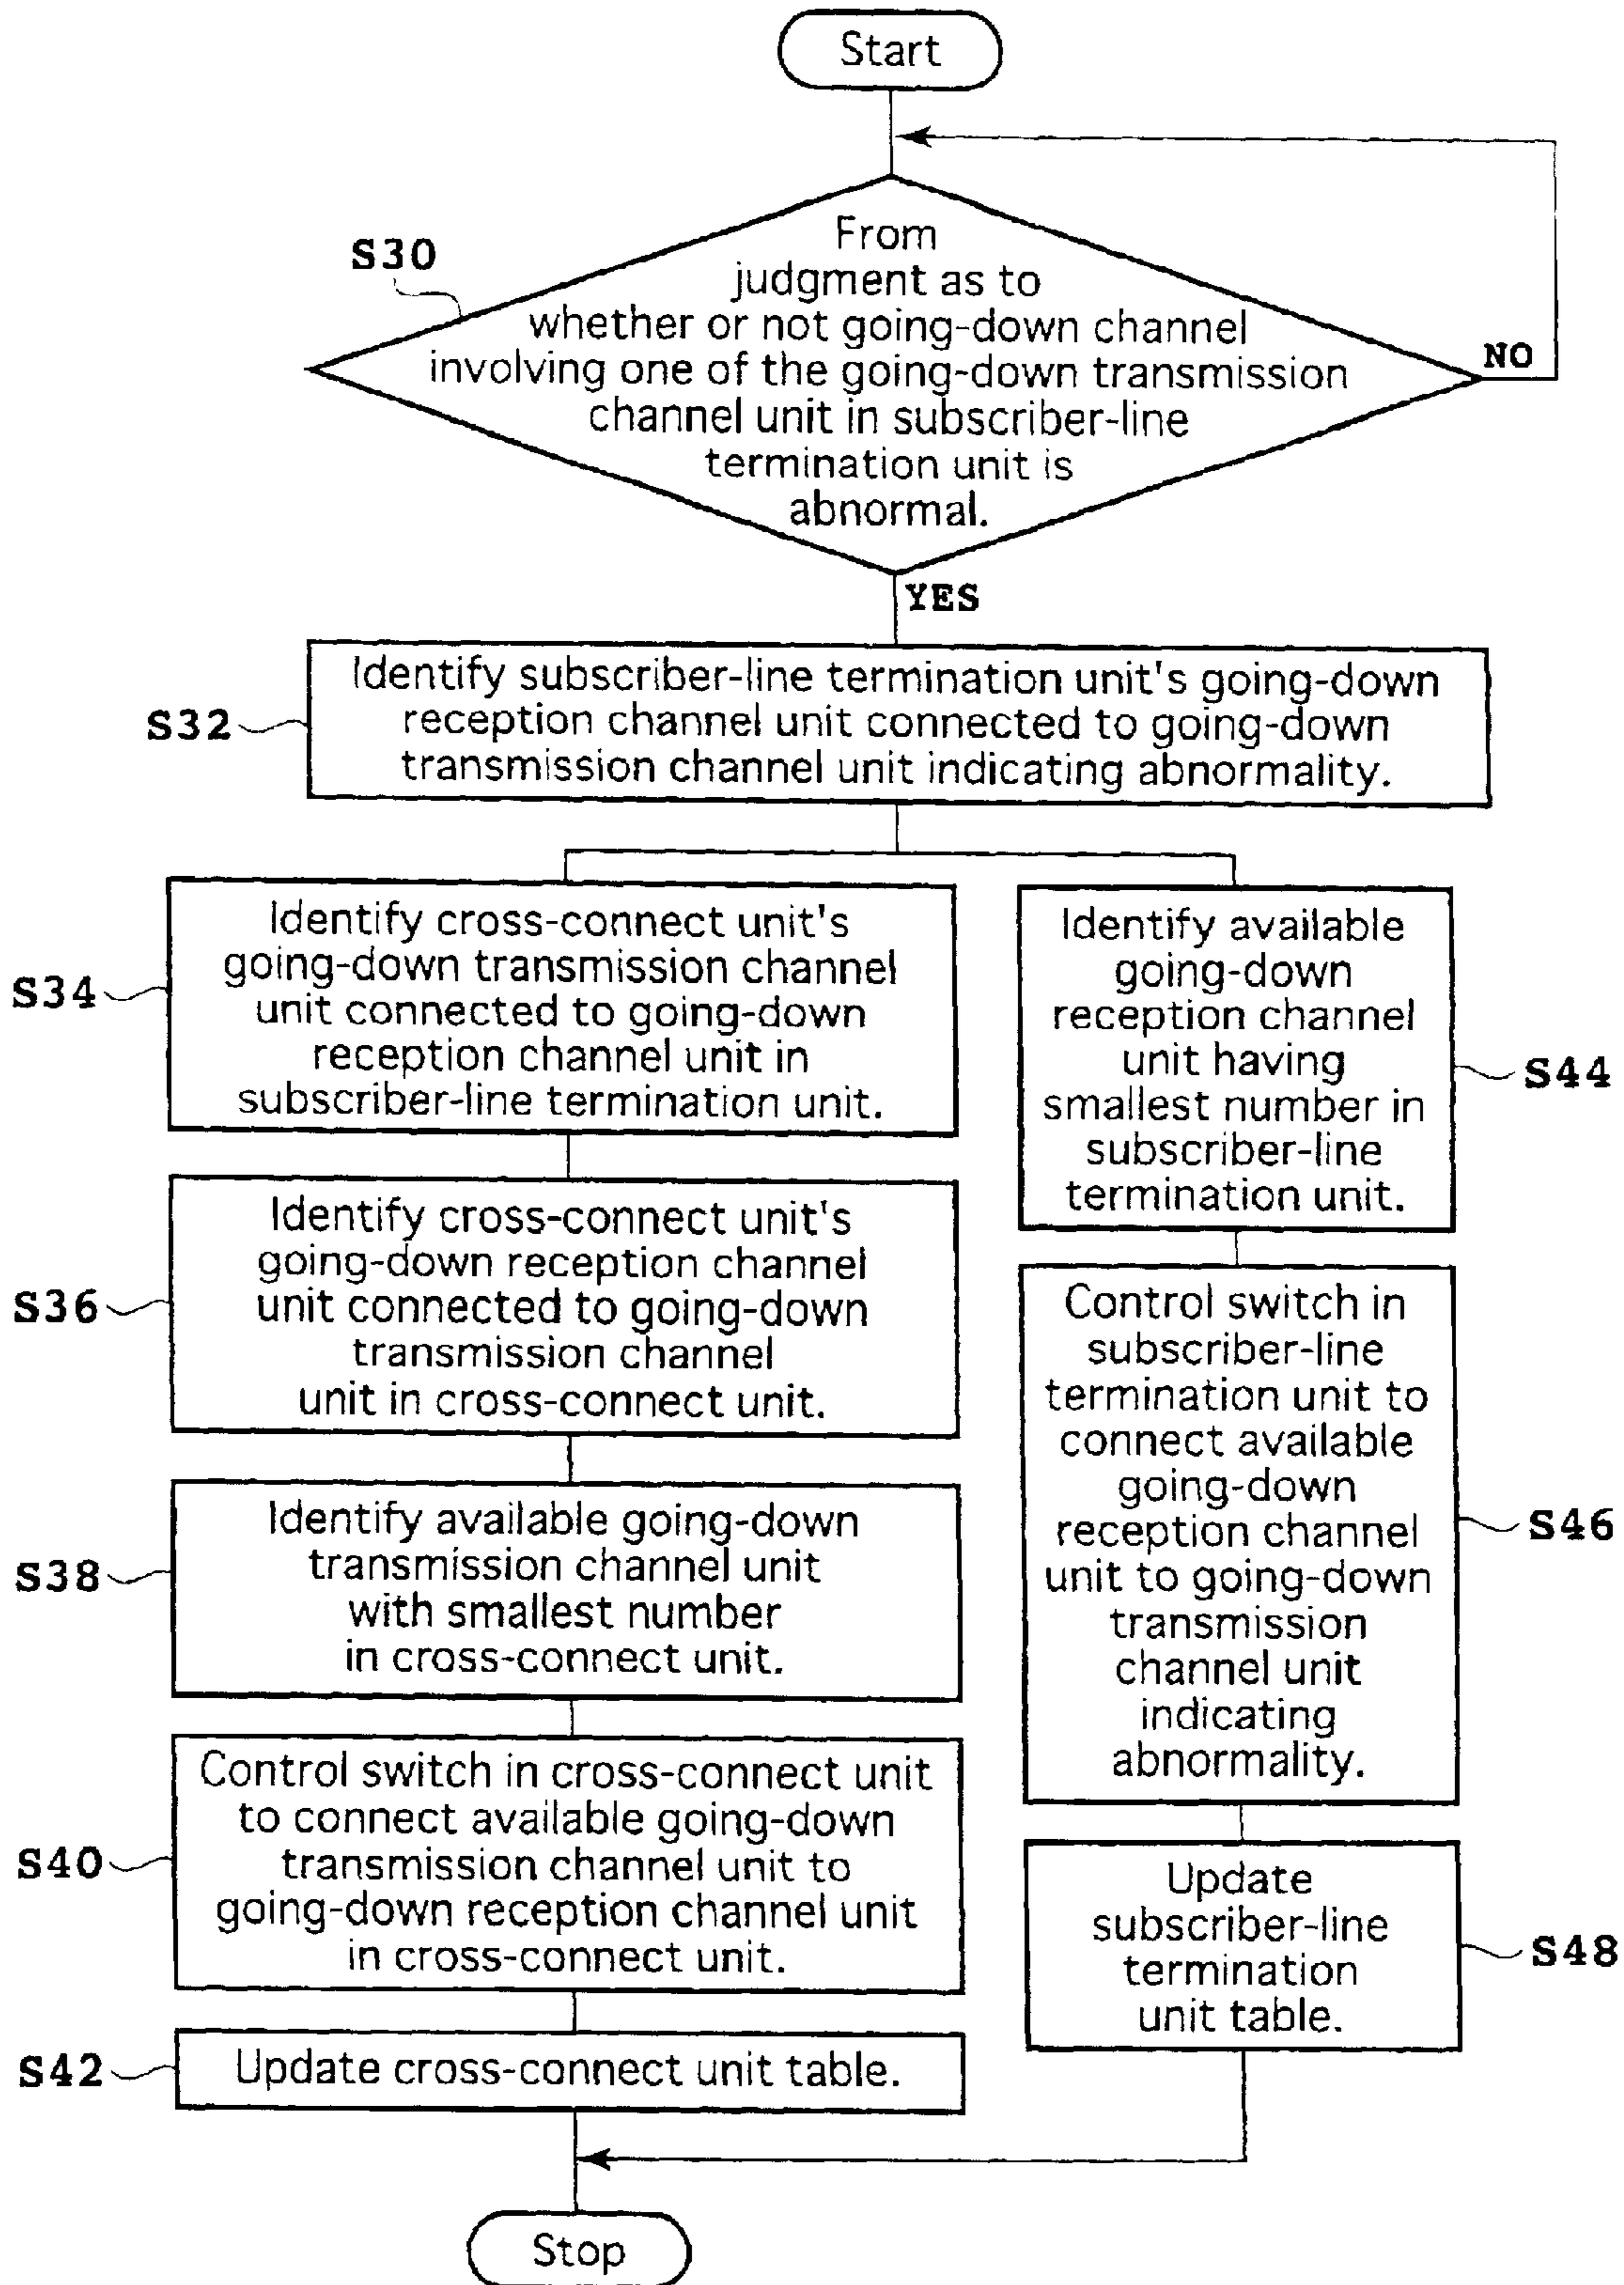 Start
S30
From
judgment as to
whether or not going-down channel
involving one of the going-down transmission
channel unit in subscriber-line
termination unit is
abnormal.
NO
YES
S32
Identify subscriber-line termination unit's going-down
reception channel unit connected to going-down
transmission channel unit indicating abnormality.
S34
Identify cross-connect unit's
going-down transmission channel
unit connected to going-down
reception channel unit in
subscriber-line termination unit.
S36
Identify cross-connect unit's
going-down reception channel
unit connected to going-down
transmission channel
unit in cross-connect unit.
S38
Identify available going-down
transmission channel unit
with smallest number
in cross-connect unit.
S40
Control switch in cross-connect unit
to connect available going-down
transmission channel unit to
going-down reception channel unit
in cross-connect unit.
S42
Update cross-connect unit table.
Identify available
going-down
reception channel
unit having
smallest number in
subscriber-line
termination unit.
S44
Control switch in
subscriber-line
termination unit to
connect available
going-down
reception channel
unit to going-down
transmission
channel unit
indicating
abnormality.
S46
Update
subscriber-line
termination
unit table.
S48
Stop